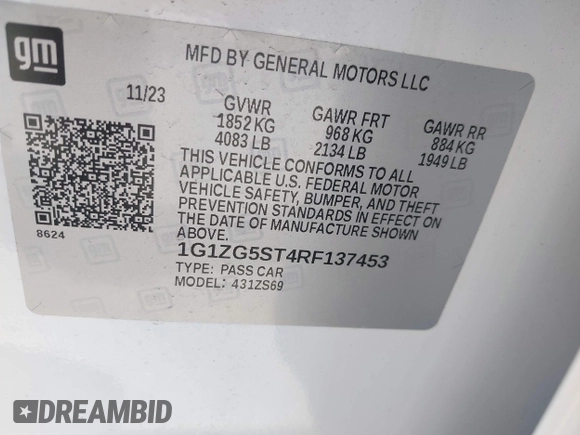 gm
MFD BY GENERAL MOTORS LLC
11/23
GVWR GAWR FRT GAWR RR
1852 KG 968 KG 884 KG
4083 LB 2134 LB 1949 LB
THIS VEHICLE CONFORMS TO ALL
APPLICABLE U.S. FEDERAL MOTOR
VEHICLE SAFETY, BUMPER, AND THEFT
PREVENTION STANDARDS IN EFFECT ON
THE DATE OF MANUFACTURE SHOWN
ABOVE.
8624
1G1ZG5ST4RF137453
TYPE: PASS CAR
MODEL: 431ZS69
DREAMBID